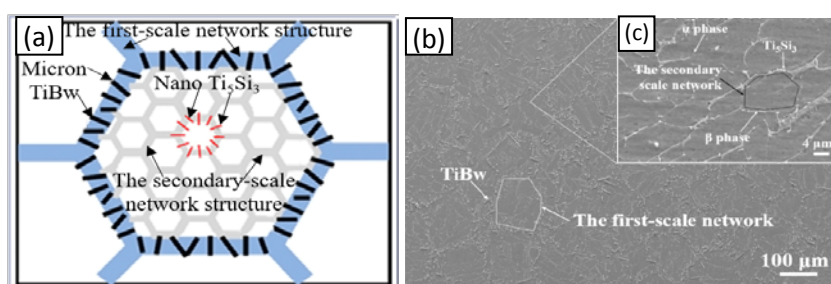 (a)
The first-scale network structure
Micron
TiBw
Nano Ti₅Si₃
The secondary-scale
network structure
(b)
TiBw
The first-scale network
100 μm
(c)
α phase
Ti₅Si₃
The secondary
scale network
β phase
4 μm